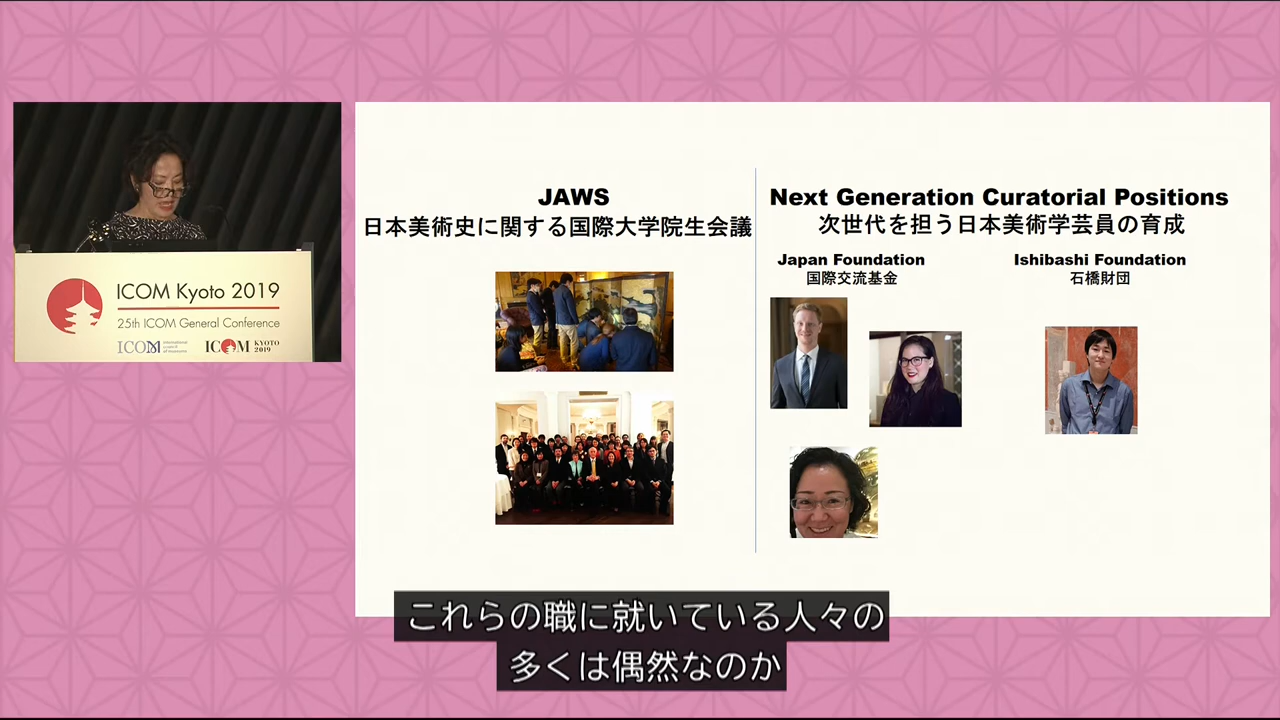 ICOM Kyoto 2019
25th ICOM General Conference
ICOM international council of museums
ICOM KYOTO 2019
JAWS
日本美術史に関する国際大学院生会議
Next Generation Curatorial Positions
次世代を担う日本美術学芸員の育成
Japan Foundation
国際交流基金
Ishibashi Foundation
石橋財団
これらの職に就いている人々の
多くは偶然なのか